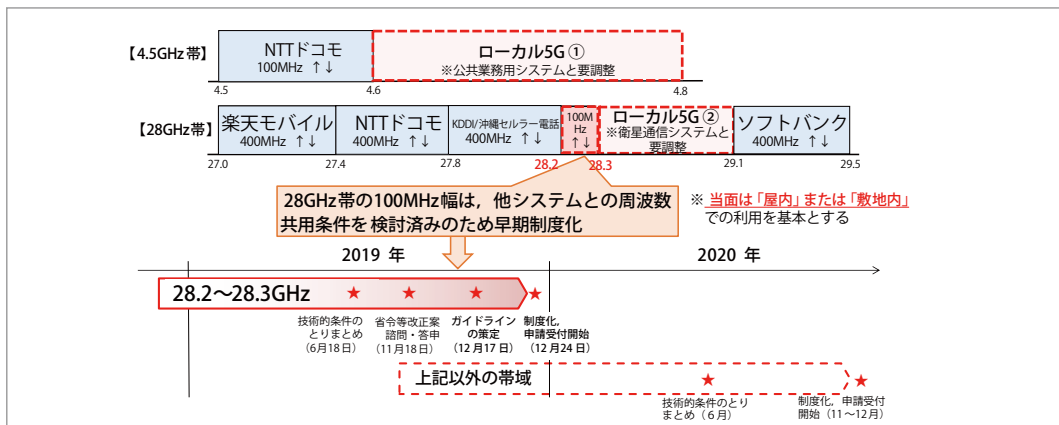 【4.5GHz帯】
NTTドコモ
100MHz ↑↓
ローカル5G ①
※公共業務用システムと要調整
4.5
4.6
4.8
【28GHz帯】
楽天モバイル
400MHz ↑↓
NTTドコモ
400MHz ↑↓
KDDI/沖縄セルラー電話
400MHz ↑↓
100M
Hz
↑↓
ローカル5G ②
※衛星通信システムと
要調整
ソフトバンク
400MHz ↑↓
27.0
27.4
27.8
28.2
28.3
29.1
29.5
28GHz帯の100MHz幅は，他システムとの周波数
共用条件を検討済みのため早期制度化
※ 当面は「屋内」または「敷地内」
での利用を基本とする
2019 年
2020 年
28.2〜28.3GHz
★ ★ ★ ★
技術的条件の
とりまとめ
(6月18日)
省令等改正案
諮問・答申
(11月18日)
ガイドライン
の策定
(12月17日)
制度化，
申請受付開始
(12月24日)
上記以外の帯域
★ ★
技術的条件のとり
まとめ（6月）
制度化，申請受付
開始（11〜12月）